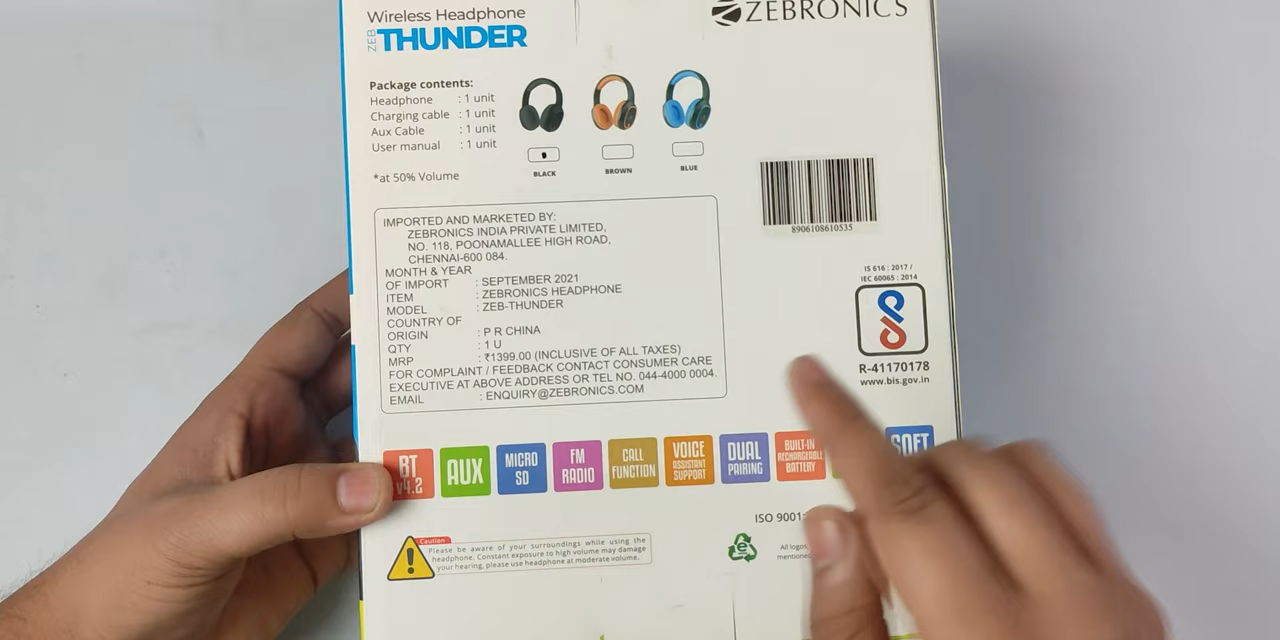 Wireless Headphone
ZEB THUNDER
ZEBRONICS
Package contents:
Headphone : 1 unit
Charging cable : 1 unit
Aux Cable : 1 unit
User manual : 1 unit
*at 50% Volume
BLACK
BROWN
BLUE
8906108610535
IMPORTED AND MARKETED BY:
ZEBRONICS INDIA PRIVATE LIMITED,
NO. 118, POONAMALLEE HIGH ROAD,
CHENNAI-600 084.
MONTH & YEAR
OF IMPORT : SEPTEMBER 2021
ITEM : ZEBRONICS HEADPHONE
MODEL : ZEB-THUNDER
COUNTRY OF
ORIGIN : P R CHINA
QTY : 1 U
MRP : ₹1399.00 (INCLUSIVE OF ALL TAXES)
FOR COMPLAINT / FEEDBACK CONTACT CONSUMER CARE
EXECUTIVE AT ABOVE ADDRESS OR TEL NO. 044-4000 0004.
EMAIL : ENQUIRY@ZEBRONICS.COM
IS 616 : 2017 /
IEC 60065 : 2014
R-41170178
www.bis.gov.in
BT
v4.2
AUX
MICRO
SD
FM
RADIO
CALL
FUNCTION
VOICE
ASSISTANT
SUPPORT
DUAL
PAIRING
BUILT-IN
RECHARGEABLE
BATTERY
SOFT
Caution
Please be aware of your surroundings while using the
headphone. Constant exposure to high volume may damage
your hearing, please use headphone at moderate volume.
ISO 9001:
e
All logos,